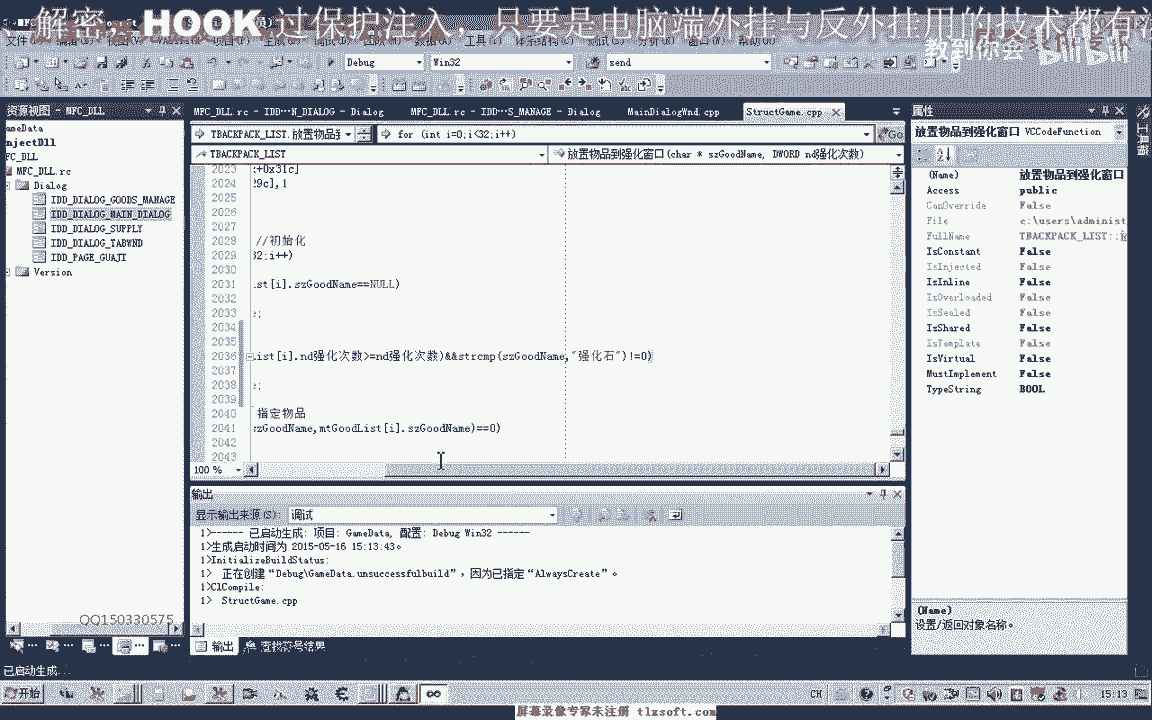 、解密、HOOK 过保护注入，只要是电脑端外挂与反外挂用的技术都有
教到你会
bilibili
Debug
Win32
send
资源视图 - MFC_DLL
MFC_DLL.rc - IDD···N_DIALOG - Dialog
MFC_DLL.rc - IDD···S_MANAGE - Dialog
MainDialogWnd.cpp
StructGame.cpp
属性
TBACKPACK_LIST.放置物品到
for (int i=0;i<32;i++)
Go
放置物品到强化窗口 VCCodeFunction
TBACKPACK_LIST
放置物品到强化窗口(char * szGoodName, DWORD nd强化次数)
ameData
njectDll
FC_DLL
MFC_DLL.rc
Dialog
IDD_DIALOG_GOODS_MANAGE
IDD_DIALOG_MAIN_DIALOG
IDD_DIALOG_SUPPLY
IDD_DIALOG_TABWND
IDD_PAGE_GUAJI
Version
2023 :+0x31c]
2024 29c],1
2025
2026
2027
2028 //初始化
2029 32;i++)
2030
2031 .st[i].szGoodName==NULL)
2032
2033 ;
2034
2035
2036 List[i].nd强化次数>=nd强化次数)&&strcmp(szGoodName,"强化石")!=0)
2037
2038 ;
2039
2040 指定物品
2041 szGoodName,mtGoodList[i].szGoodName)==0)
2042
2043
100 %
(Name) 放置物品到强化窗口
Access public
CanOverride False
File c:\users\administ
FullName TBACKPACK_LIST::
IsConstant False
IsInjected False
IsInline False
IsOverloaded False
IsSealed False
IsShared False
IsTemplate False
IsVirtual False
MustImplement False
TypeString BOOL
输出
显示输出来源(S): 调试
1>------ 已启动生成: 项目: GameData, 配置: Debug Win32 ------
1>生成启动时间为 2015-05-16 15:13:43。
1>InitializeBuildStatus:
1> 正在创建“Debug\GameData.unsuccessfulbuild”，因为已指定“AlwaysCreate”。
1>ClCompile:
1> StructGame.cpp
(Name)
设置/返回对象名称。
QQ150330575
输出
查找符号结果
已启动生成...
开始
CH
15:13
屏幕录像专家未注册 tlxsoft.com